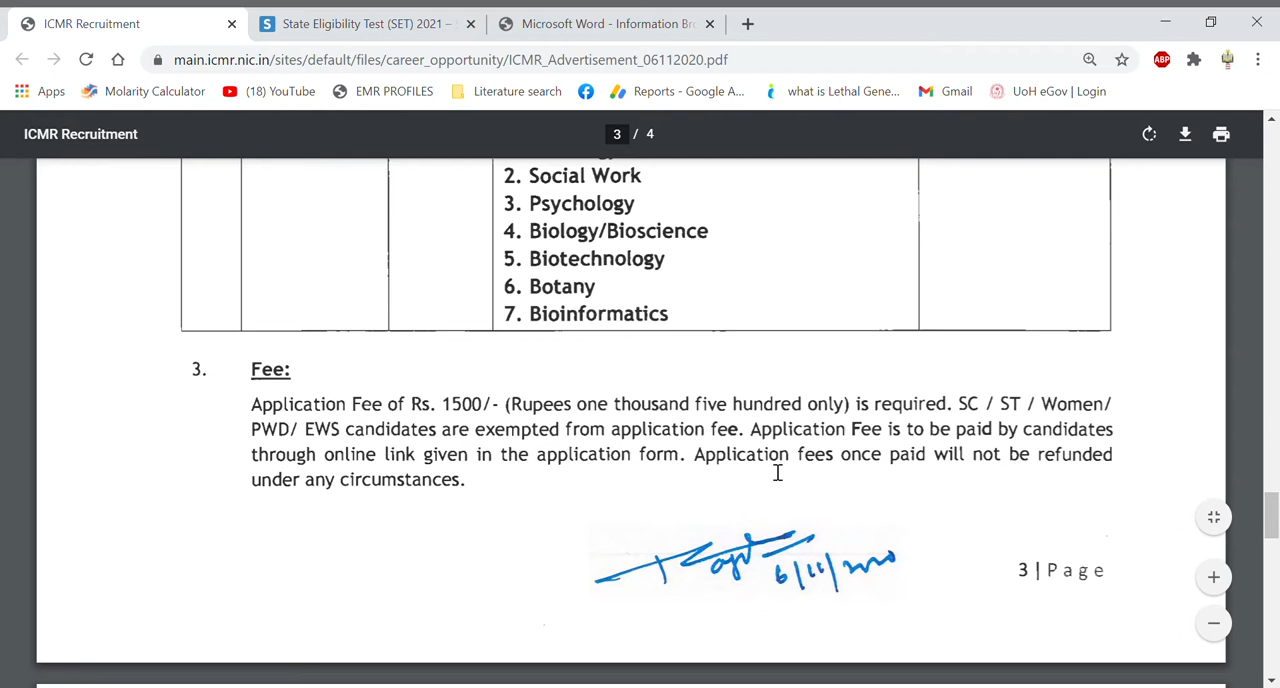 ICMR Recruitment
State Eligibility Test (SET) 2021 –
Microsoft Word - Information Bro
main.icmr.nic.in/sites/default/files/career_opportunity/ICMR_Advertisement_06112020.pdf
ABP
Apps
Molarity Calculator
(18) YouTube
EMR PROFILES
Literature search
Reports - Google A...
what is Lethal Gene...
Gmail
UoH eGov | Login
ICMR Recruitment
3 / 4
2. Social Work
3. Psychology
4. Biology/Bioscience
5. Biotechnology
6. Botany
7. Bioinformatics
3. Fee:
Application Fee of Rs. 1500/- (Rupees one thousand five hundred only) is required. SC / ST / Women/
PWD/ EWS candidates are exempted from application fee. Application Fee is to be paid by candidates
through online link given in the application form. Application fees once paid will not be refunded
under any circumstances.
6/11/2020
3 | Page